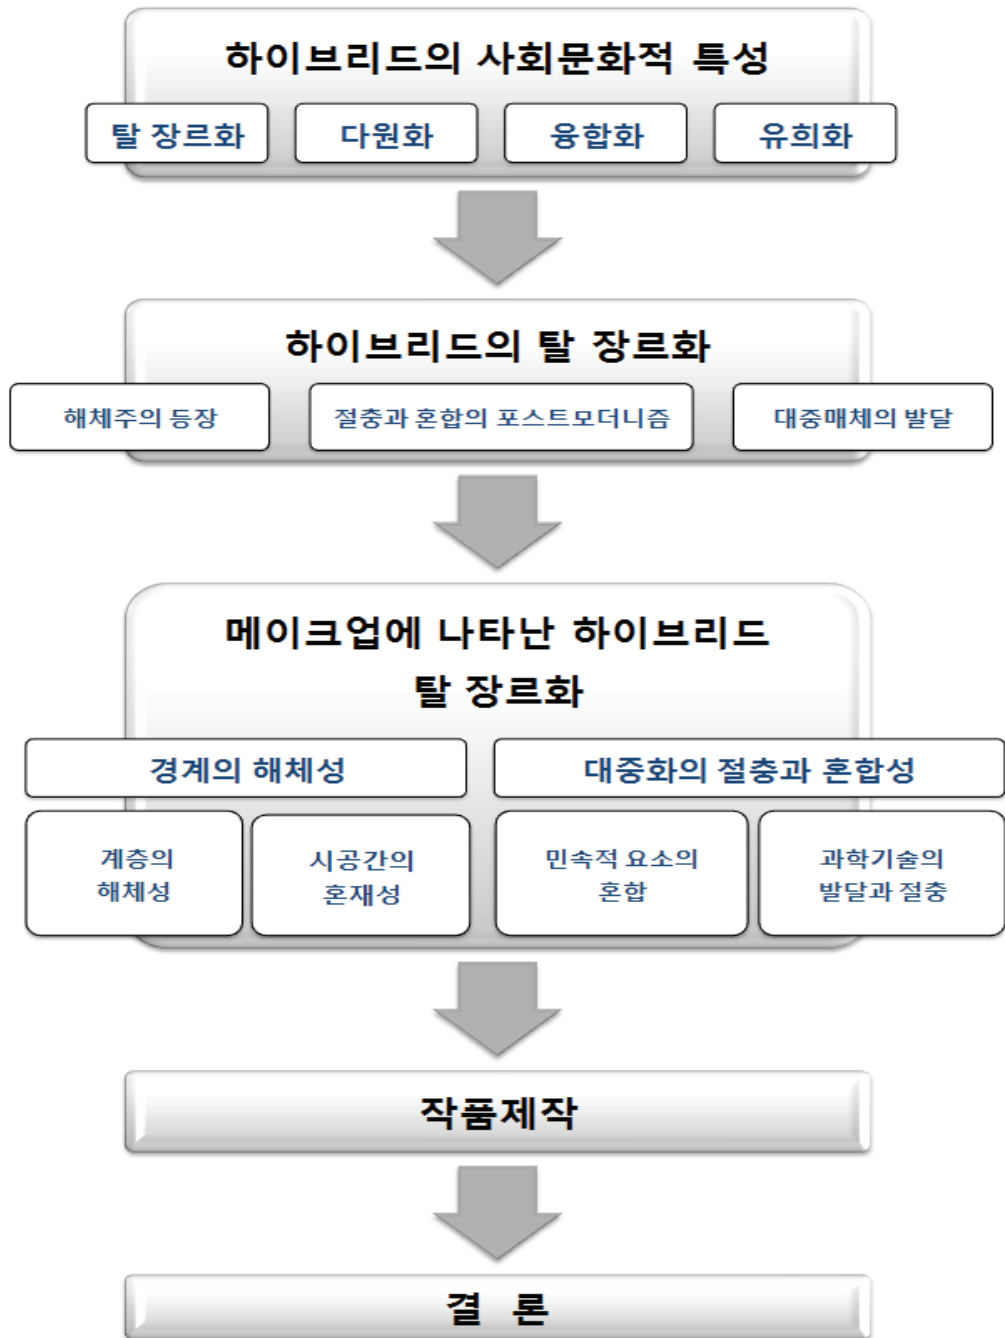 하이브리드의 사회문화적 특성
탈 장르화
다원화
융합화
유희화
하이브리드의 탈 장르화
해체주의 등장
절충과 혼합의 포스트모더니즘
대중매체의 발달
메이크업에 나타난 하이브리드
탈 장르화
경계의 해체성
대중화의 절충과 혼합성
계층의
해체성
시공간의
혼재성
민속적 요소의
혼합
과학기술의
발달과 절충
작품제작
결 론